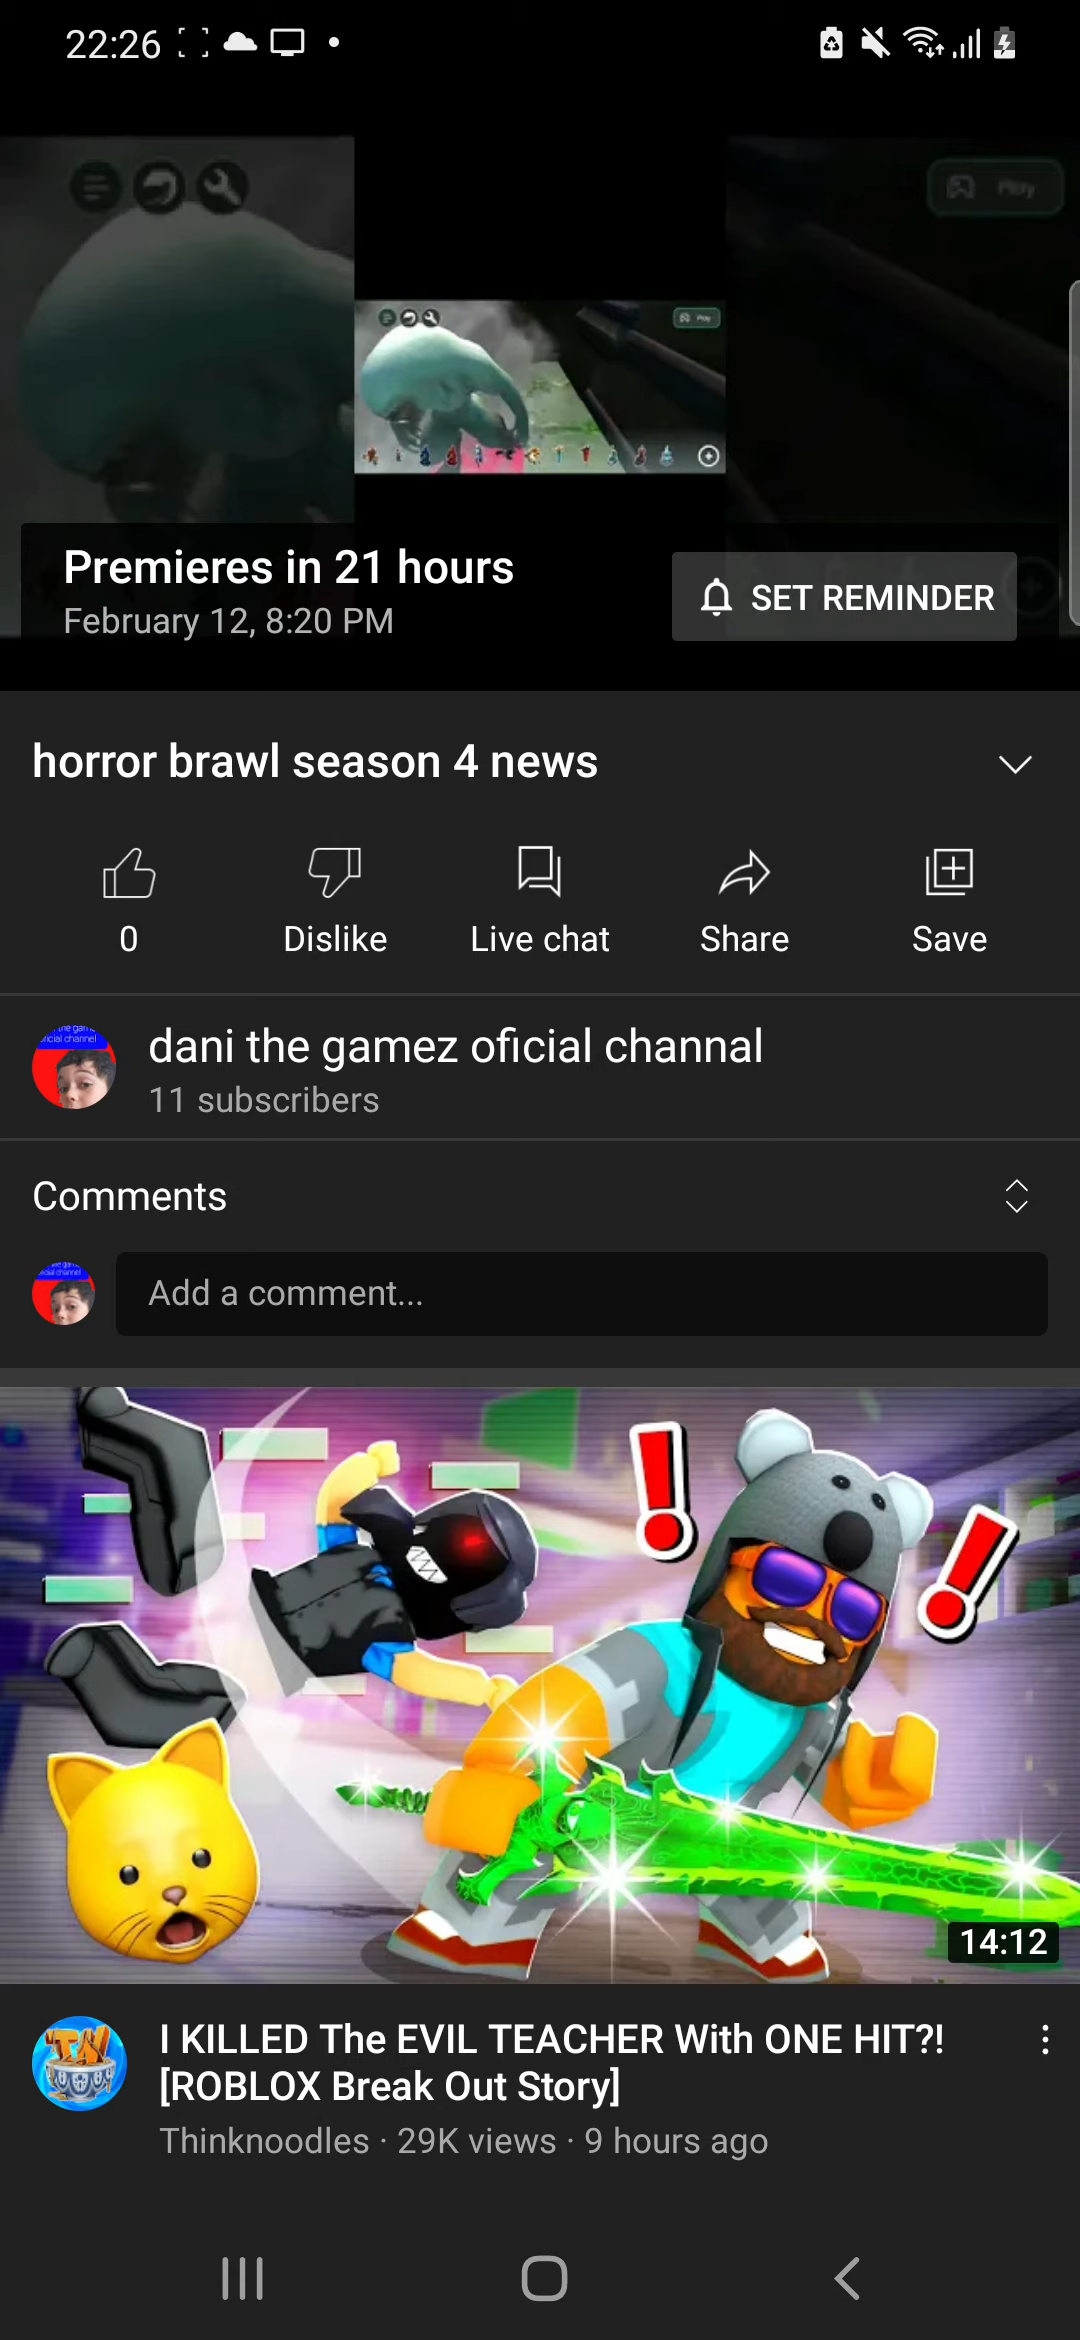 22:26
Play
Play
Premieres in 21 hours
February 12, 8:20 PM
SET REMINDER
horror brawl season 4 news
0
Dislike
Live chat
Share
Save
dani the gamez oficial channal
11 subscribers
Comments
Add a comment...
14:12
I KILLED The EVIL TEACHER With ONE HIT?!
[ROBLOX Break Out Story]
Thinknoodles · 29K views · 9 hours ago